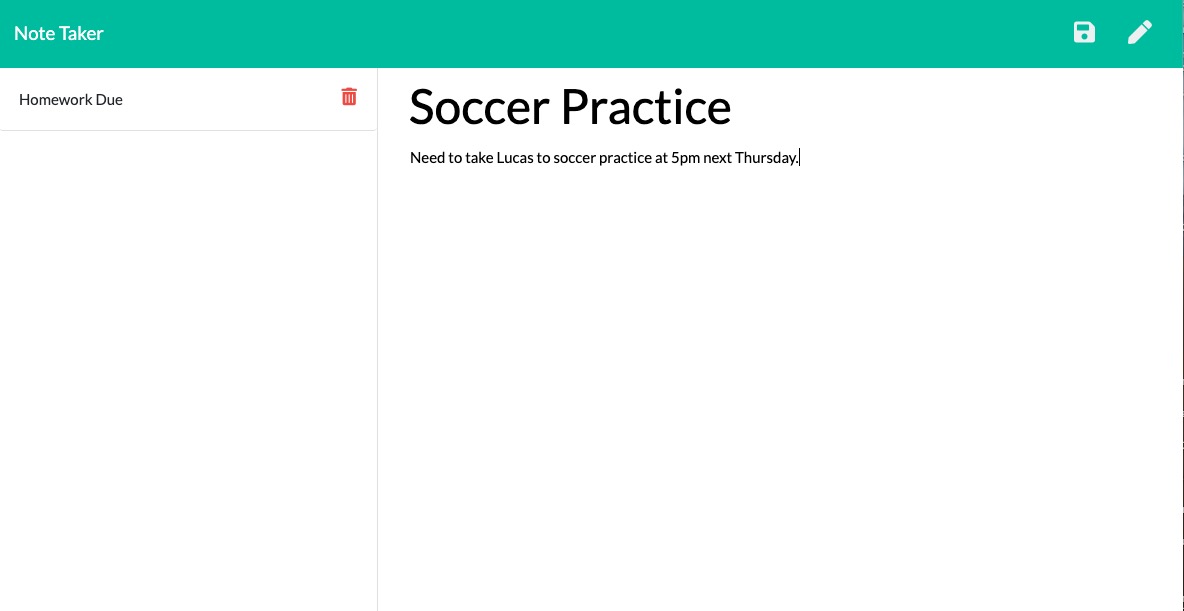 Note Taker
Homework Due
Soccer Practice
Need to take Lucas to soccer practice at 5pm next Thursday.